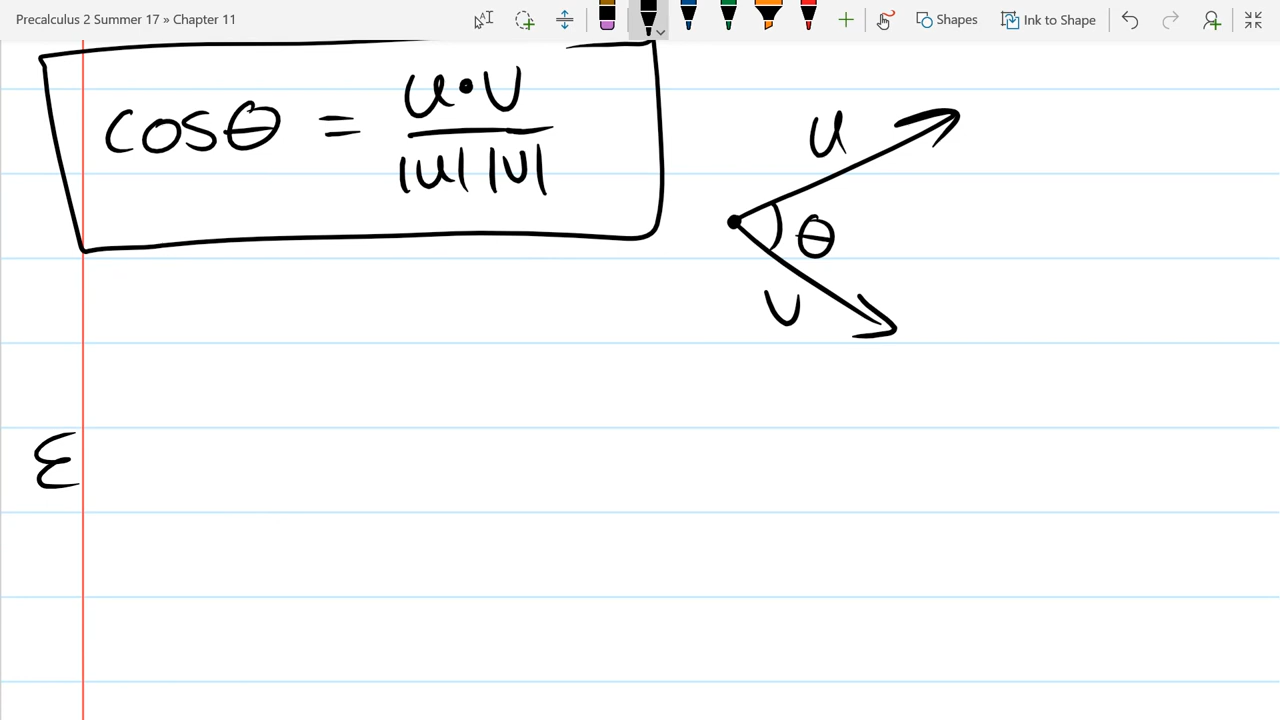 Precalculus 2 Summer 17 » Chapter 11
Shapes
Ink to Shape
cosθ = u•v / |u| |v|
u
θ
v
Ɛ